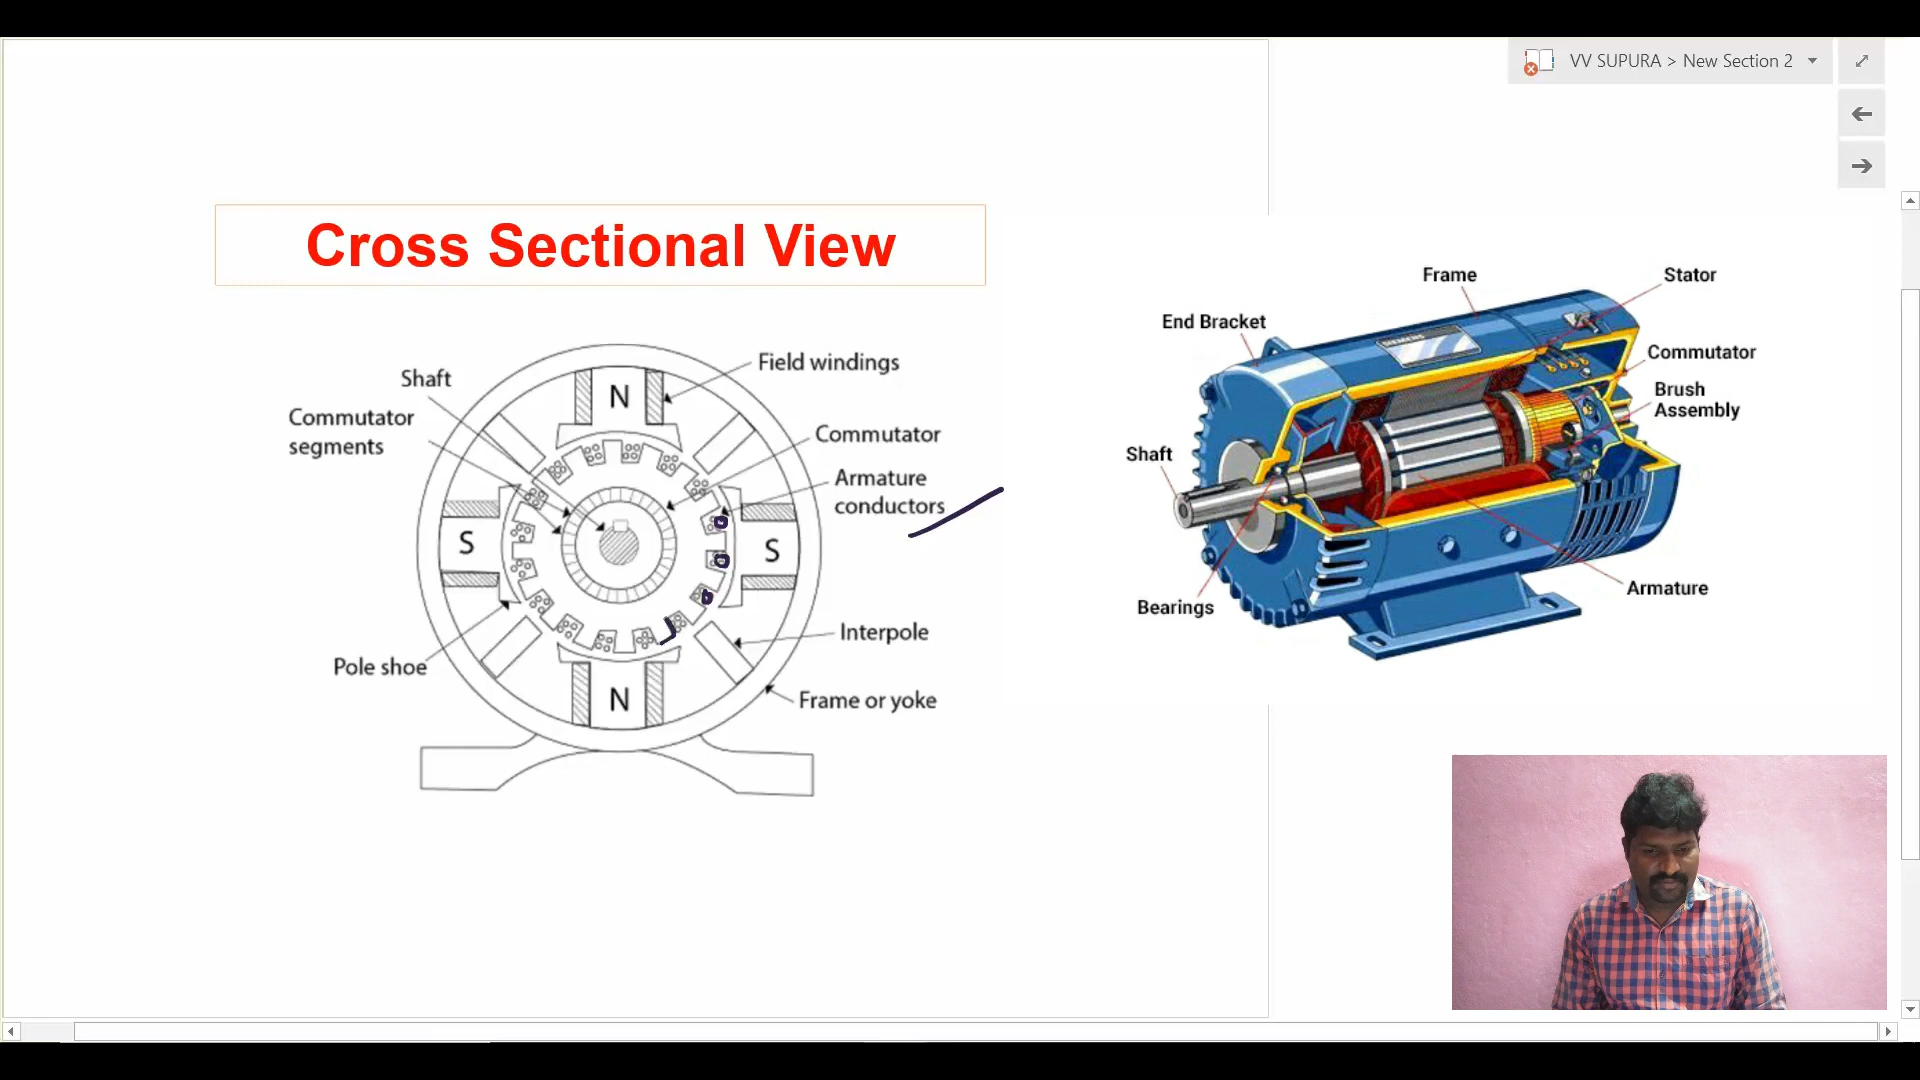 VV SUPURA > New Section 2
Cross Sectional View
Shaft
Commutator
segments
Field windings
Commutator
Armature
conductors
N
S
S
N
Pole shoe
Interpole
Frame or yoke
Frame
Stator
End Bracket
Commutator
Brush
Assembly
Shaft
SIEMENS
Armature
Bearings